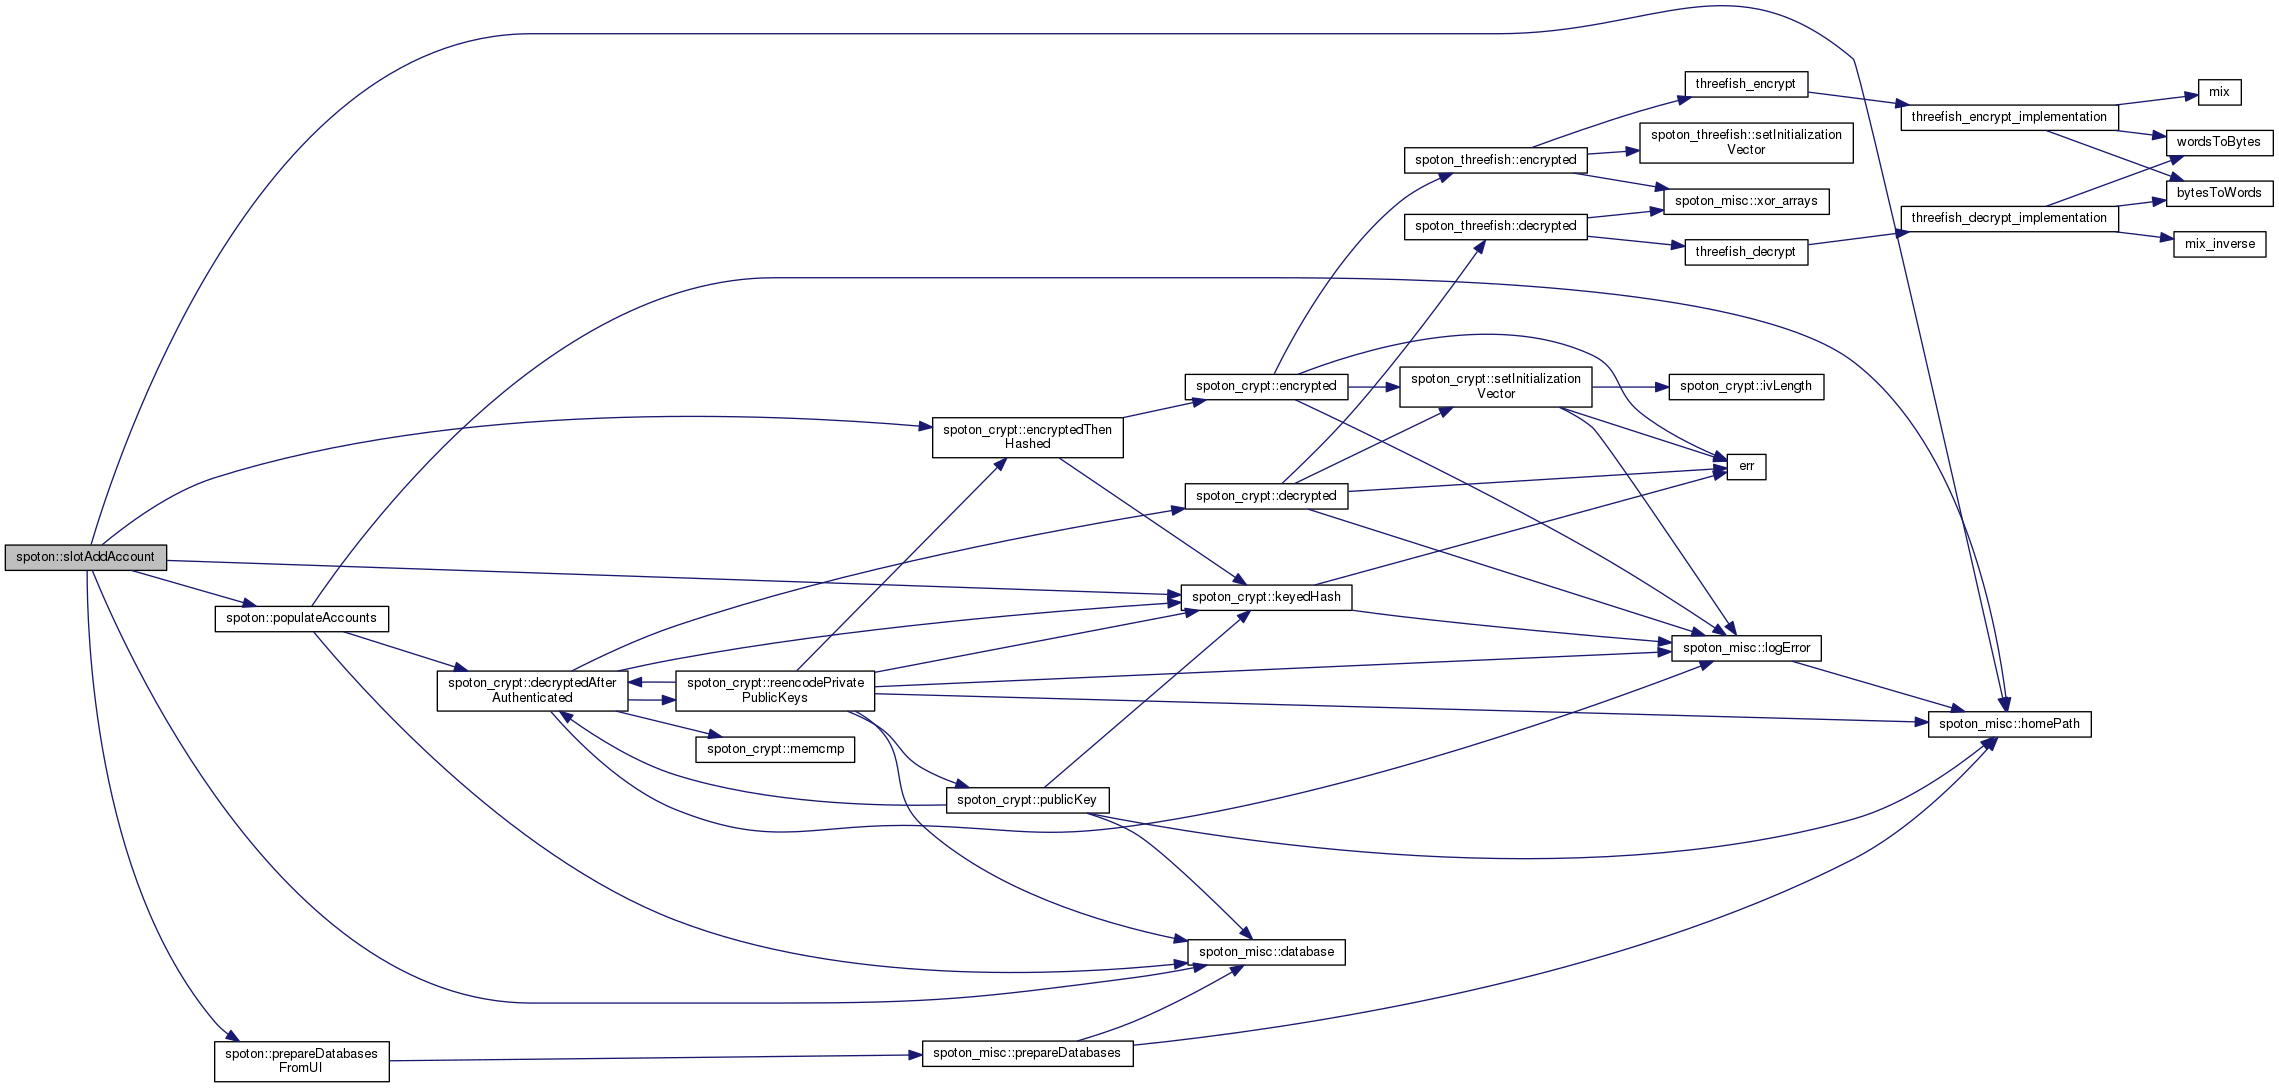 threefish_encrypt
mix
threefish_encrypt_implementation
spoton_threefish::setInitialization
Vector
wordsToBytes
spoton_threefish::encrypted
bytesToWords
spoton_misc::xor_arrays
threefish_decrypt_implementation
spoton_threefish::decrypted
mix_inverse
threefish_decrypt
spoton_crypt::setInitialization
Vector
spoton_crypt::encrypted
spoton_crypt::ivLength
spoton_crypt::encryptedThen
Hashed
err
spoton_crypt::decrypted
spoton::slotAddAccount
spoton_crypt::keyedHash
spoton::populateAccounts
spoton_misc::logError
spoton_crypt::decryptedAfter
Authenticated
spoton_crypt::reencodePrivate
PublicKeys
spoton_misc::homePath
spoton_crypt::memcmp
spoton_crypt::publicKey
spoton_misc::database
spoton::prepareDatabases
FromUI
spoton_misc::prepareDatabases